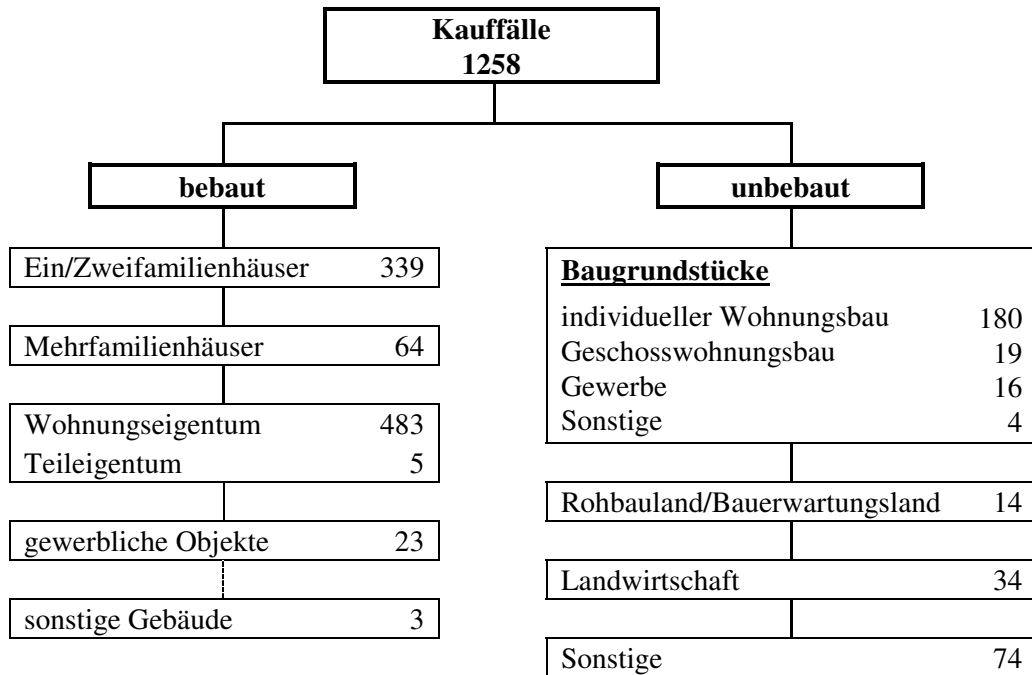 Kauffälle
1258
bebaut
Ein/Zweifamilienhäuser 339
Mehrfamilienhäuser 64
Wohnungseigentum 483
Teileigentum 5
gewerbliche Objekte 23
sonstige Gebäude 3
unbebaut
Baugrundstücke
individueller Wohnungsbau 180
Geschosswohnungsbau 19
Gewerbe 16
Sonstige 4
Rohbauland/Bauerwartungsland 14
Landwirtschaft 34
Sonstige 74